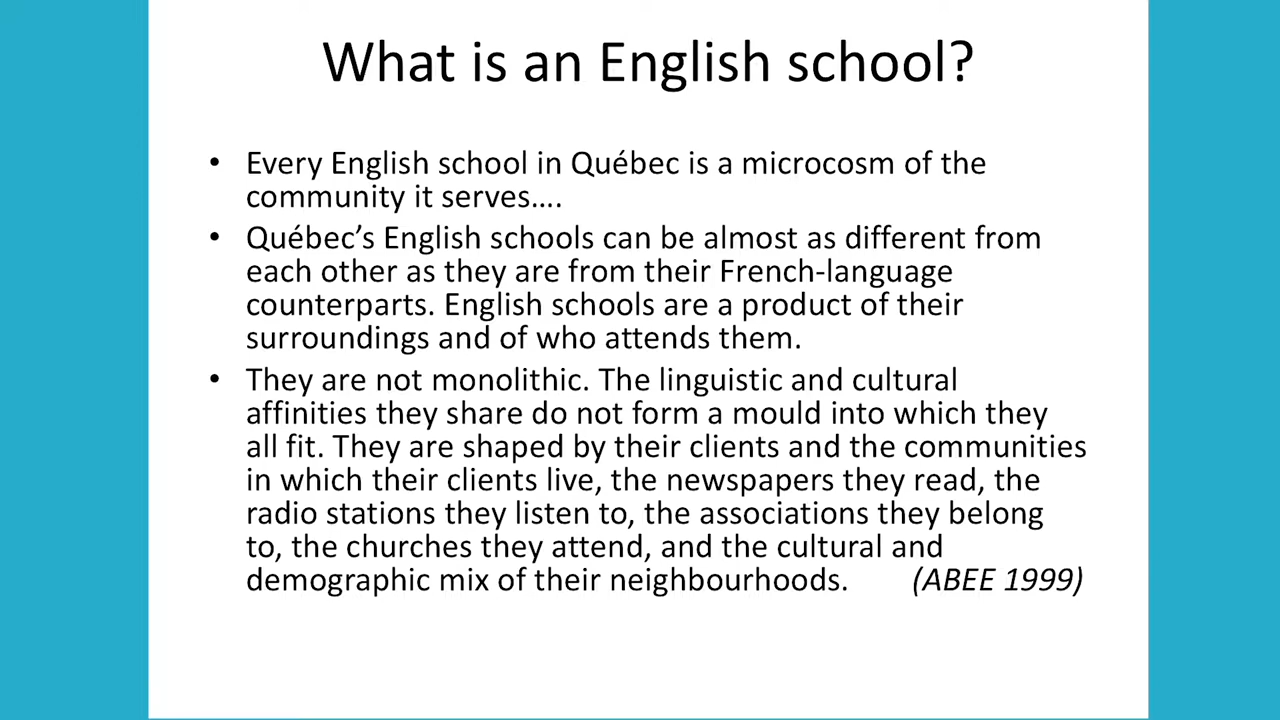 What is an English school?
• Every English school in Québec is a microcosm of the
community it serves….
• Québec’s English schools can be almost as different from
each other as they are from their French-language
counterparts. English schools are a product of their
surroundings and of who attends them.
• They are not monolithic. The linguistic and cultural
affinities they share do not form a mould into which they
all fit. They are shaped by their clients and the communities
in which their clients live, the newspapers they read, the
radio stations they listen to, the associations they belong
to, the churches they attend, and the cultural and
demographic mix of their neighbourhoods. (ABEE 1999)